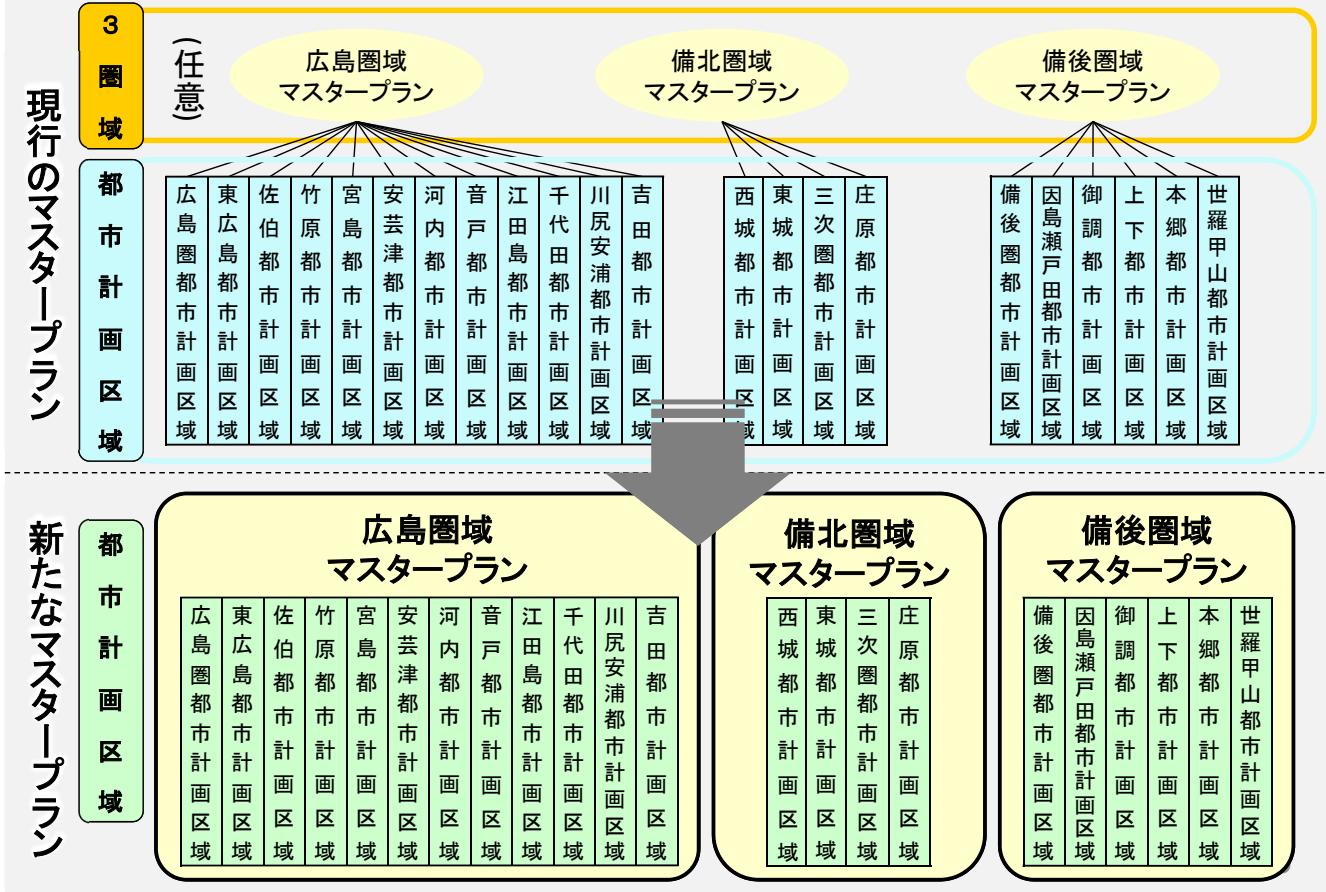 現行のマスタープラン
3圏域
(任意)
広島圏域
マスタープラン
備北圏域
マスタープラン
備後圏域
マスタープラン
都市計画区域
広島圏都市計画区域
東広島都市計画区域
佐伯都市計画区域
竹原都市計画区域
宮島都市計画区域
安芸津都市計画区域
河内都市計画区域
音戸都市計画区域
江田島都市計画区域
千代田都市計画区域
川尻安浦都市計画区域
吉田都市計画区域
西城都市計画区域
東城都市計画区域
三次圏都市計画区域
庄原都市計画区域
備後圏都市計画区域
因島瀬戸田都市計画区域
御調都市計画区域
上下都市計画区域
本郷都市計画区域
世羅甲山都市計画区域
新たなマスタープラン
都市計画区域
広島圏域
マスタープラン
広島圏都市計画区域
東広島都市計画区域
佐伯都市計画区域
竹原都市計画区域
宮島都市計画区域
安芸津都市計画区域
河内都市計画区域
音戸都市計画区域
江田島都市計画区域
千代田都市計画区域
川尻安浦都市計画区域
吉田都市計画区域
備北圏域
マスタープラン
西城都市計画区域
東城都市計画区域
三次圏都市計画区域
庄原都市計画区域
備後圏域
マスタープラン
備後圏都市計画区域
因島瀬戸田都市計画区域
御調都市計画区域
上下都市計画区域
本郷都市計画区域
世羅甲山都市計画区域